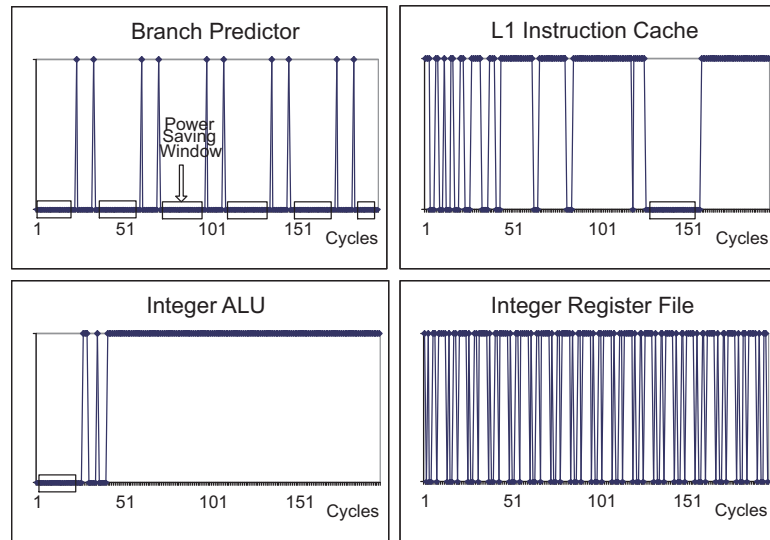 Branch Predictor
Power
Saving
Window
1 51 101 151
Cycles
L1 Instruction Cache
1 51 101 151
Cycles
Integer ALU
1 51 101 151
Cycles
Integer Register File
1 51 101 151
Cycles